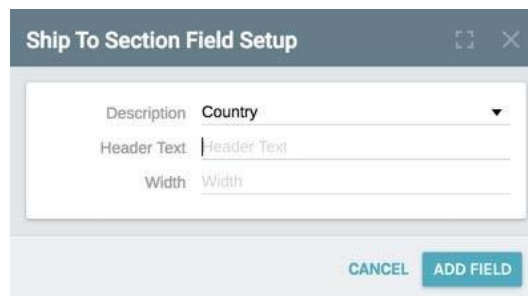 Ship To Section Field Setup
Description Country
Header Text Header Text
Width Width
CANCEL ADD FIELD